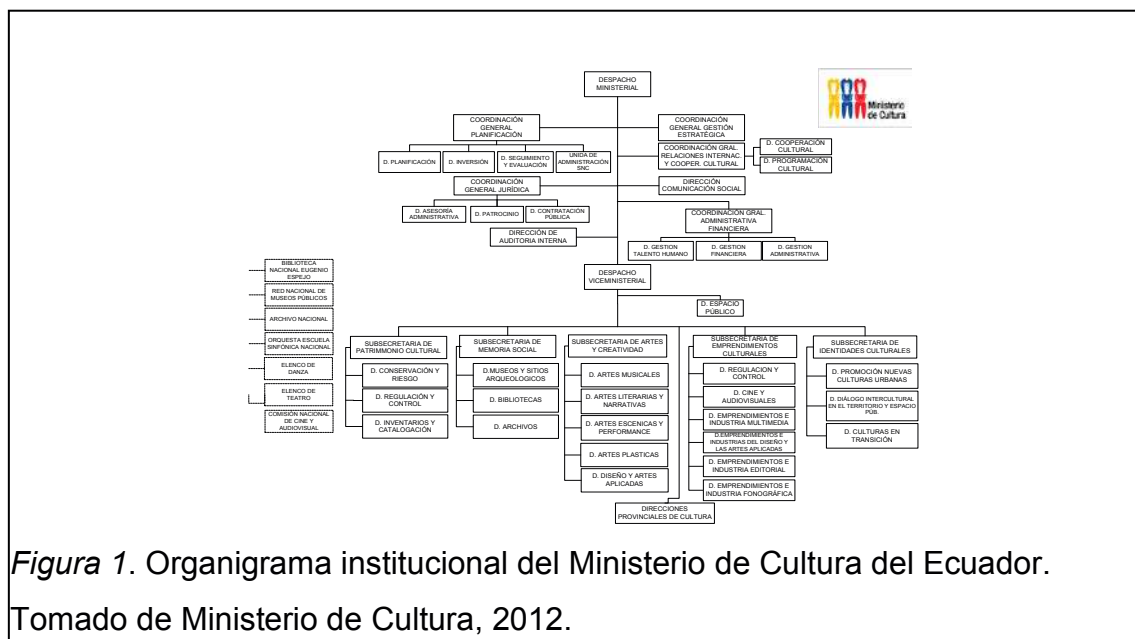 DESPACHO
MINISTERIAL
Ministerio
de Cultura
COORDINACIÓN
GENERAL
PLANIFICACIÓN
COORDINACIÓN
GENERAL GESTIÓN
ESTRATÉGICA
D. PLANIFICACIÓN
D. INVERSIÓN
D. SEGUIMIENTO
Y EVALUACIÓN
UNIDA DE
ADMINISTRACIÓN
SNC
COORDINACIÓN GRAL.
RELACIONES INTERNAC.
Y COOPER. CULTURAL
D. COOPERACIÓN
CULTURAL
D. PROGRAMACIÓN
CULTURAL
COORDINACIÓN
GENERAL JURÍDICA
DIRECCIÓN
COMUNICACIÓN SOCIAL
D. ASESORÍA
ADMINISTRATIVA
D. PATROCINIO
D. CONTRATACIÓN
PÚBLICA
COORDINACIÓN GRAL.
ADMINISTRATIVA
FINANCIERA
DIRECCIÓN DE
AUDITORIA INTERNA
D. GESTION
TALENTO HUMANO
D. GESTION
FINANCIERA
D. GESTION
ADMINISTRATIVA
DESPACHO
VICEMINISTERIAL
D. ESPACIO
PÚBLICO
BIBLIOTECA
NACIONAL EUGENIO
ESPEJO
RED NACIONAL DE
MUSEOS PÚBLICOS
ARCHIVO NACIONAL
ORQUESTA ESCUELA
SINFÓNICA NACIONAL
ELENCO DE
DANZA
ELENCO DE
TEATRO
COMISIÓN NACIONAL
DE CINE Y
AUDIOVISUAL
SUBSECRETARIA DE
PATRIMMONIO CULTURAL
D. CONSERVACIÓN Y
RIESGO
D. REGULACIÓN Y
CONTROL
D. INVENTARIOS Y
CATALOGACIÓN
SUBSECRETARIA DE
MEMORIA SOCIAL
D.MUSEOS Y SITIOS
ARQUEOLOGICOS
D. BIBLIOTECAS
D. ARCHIVOS
SUBSECRETARIA DE ARTES
Y CREATIVIDAD
D. ARTES MUSICALES
D. ARTES LITERARIAS Y
NARRATIVAS
D. ARTES ESCENICAS Y
PERFORMANCE
D. ARTES PLASTICAS
D. DISEÑO Y ARTES
APLICADAS
SUBSECRETARIA DE
EMPRENDIMIENTOS
CULTURALES
D. REGULACION Y
CONTROL
D. CINE Y
AUDIOVISUALES
D. EMPRENDIMIENTOS E
INDUSTRIA MULTIMEDIA
D.EMPRENDIMIENTOS E
INDUSTRIAS DEL DISEÑO Y
LAS ARTES APLICADAS
D. EMPRENDIMIENTOS E
INDUSTRIA EDITORIAL
D. EMPRENDIMIENTOS E
INDUSTRIA FONOGRÁFICA
SUBSECRETARIA DE
IDENTIDADES CULTURALES
D. PROMOCIÓN NUEVAS
CULTURAS URBANAS
D. DIÁLOGO INTERCULTURAL
EN EL TERRITORIO Y ESPACIO
PÚB.
D. CULTURAS EN
TRANSICIÓN
DIRECCIONES
PROVINCIALES DE CULTURA
Figura 1. Organigrama institucional del Ministerio de Cultura del Ecuador.
Tomado de Ministerio de Cultura, 2012.